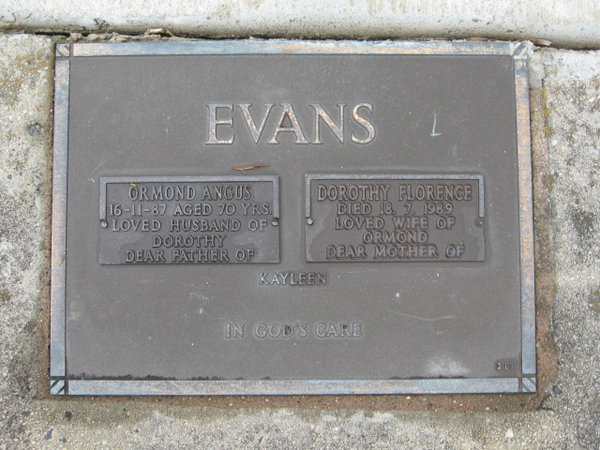 EVANS
ORMOND ANGUS
16-11-87 AGED 70 YRS.
LOVED HUSBAND OF
DOROTHY
DEAR FATHER OF
DOROTHY FLORENCE
DIED 18. 7. 1989
LOVED WIFE OF
ORMOND
DEAR MOTHER OF
KAYLEEN
IN GOD'S CARE